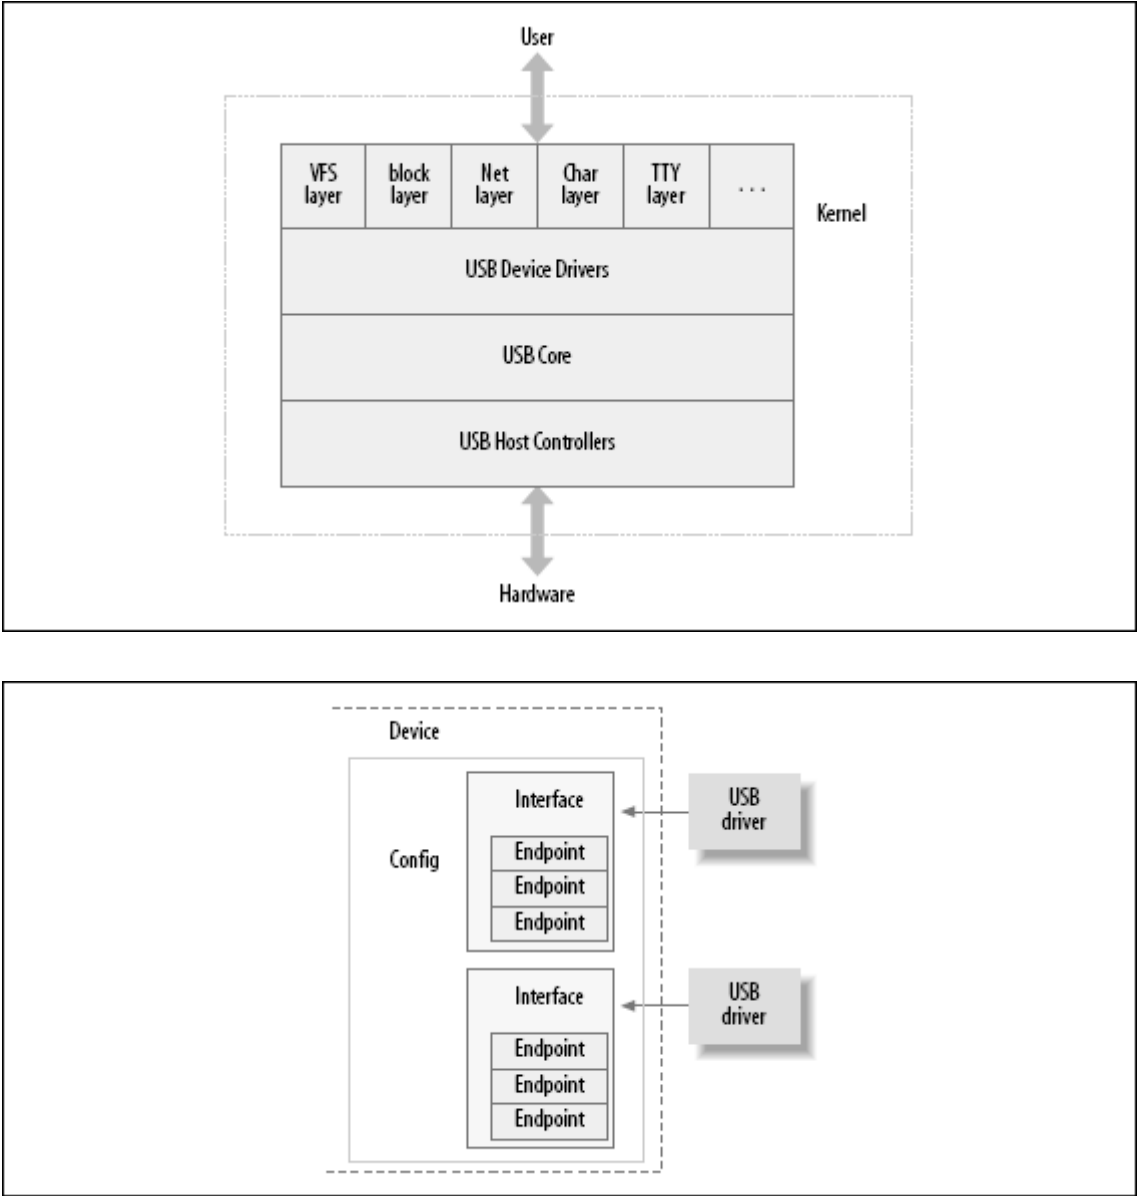 User
VFS
layer
block
layer
Net
layer
Char
layer
TTY
layer
...
Kernel
USB Device Drivers
USB Core
USB Host Controllers
Hardware
Device
Interface
USB
driver
Config
Endpoint
Endpoint
Endpoint
Interface
USB
driver
Endpoint
Endpoint
Endpoint